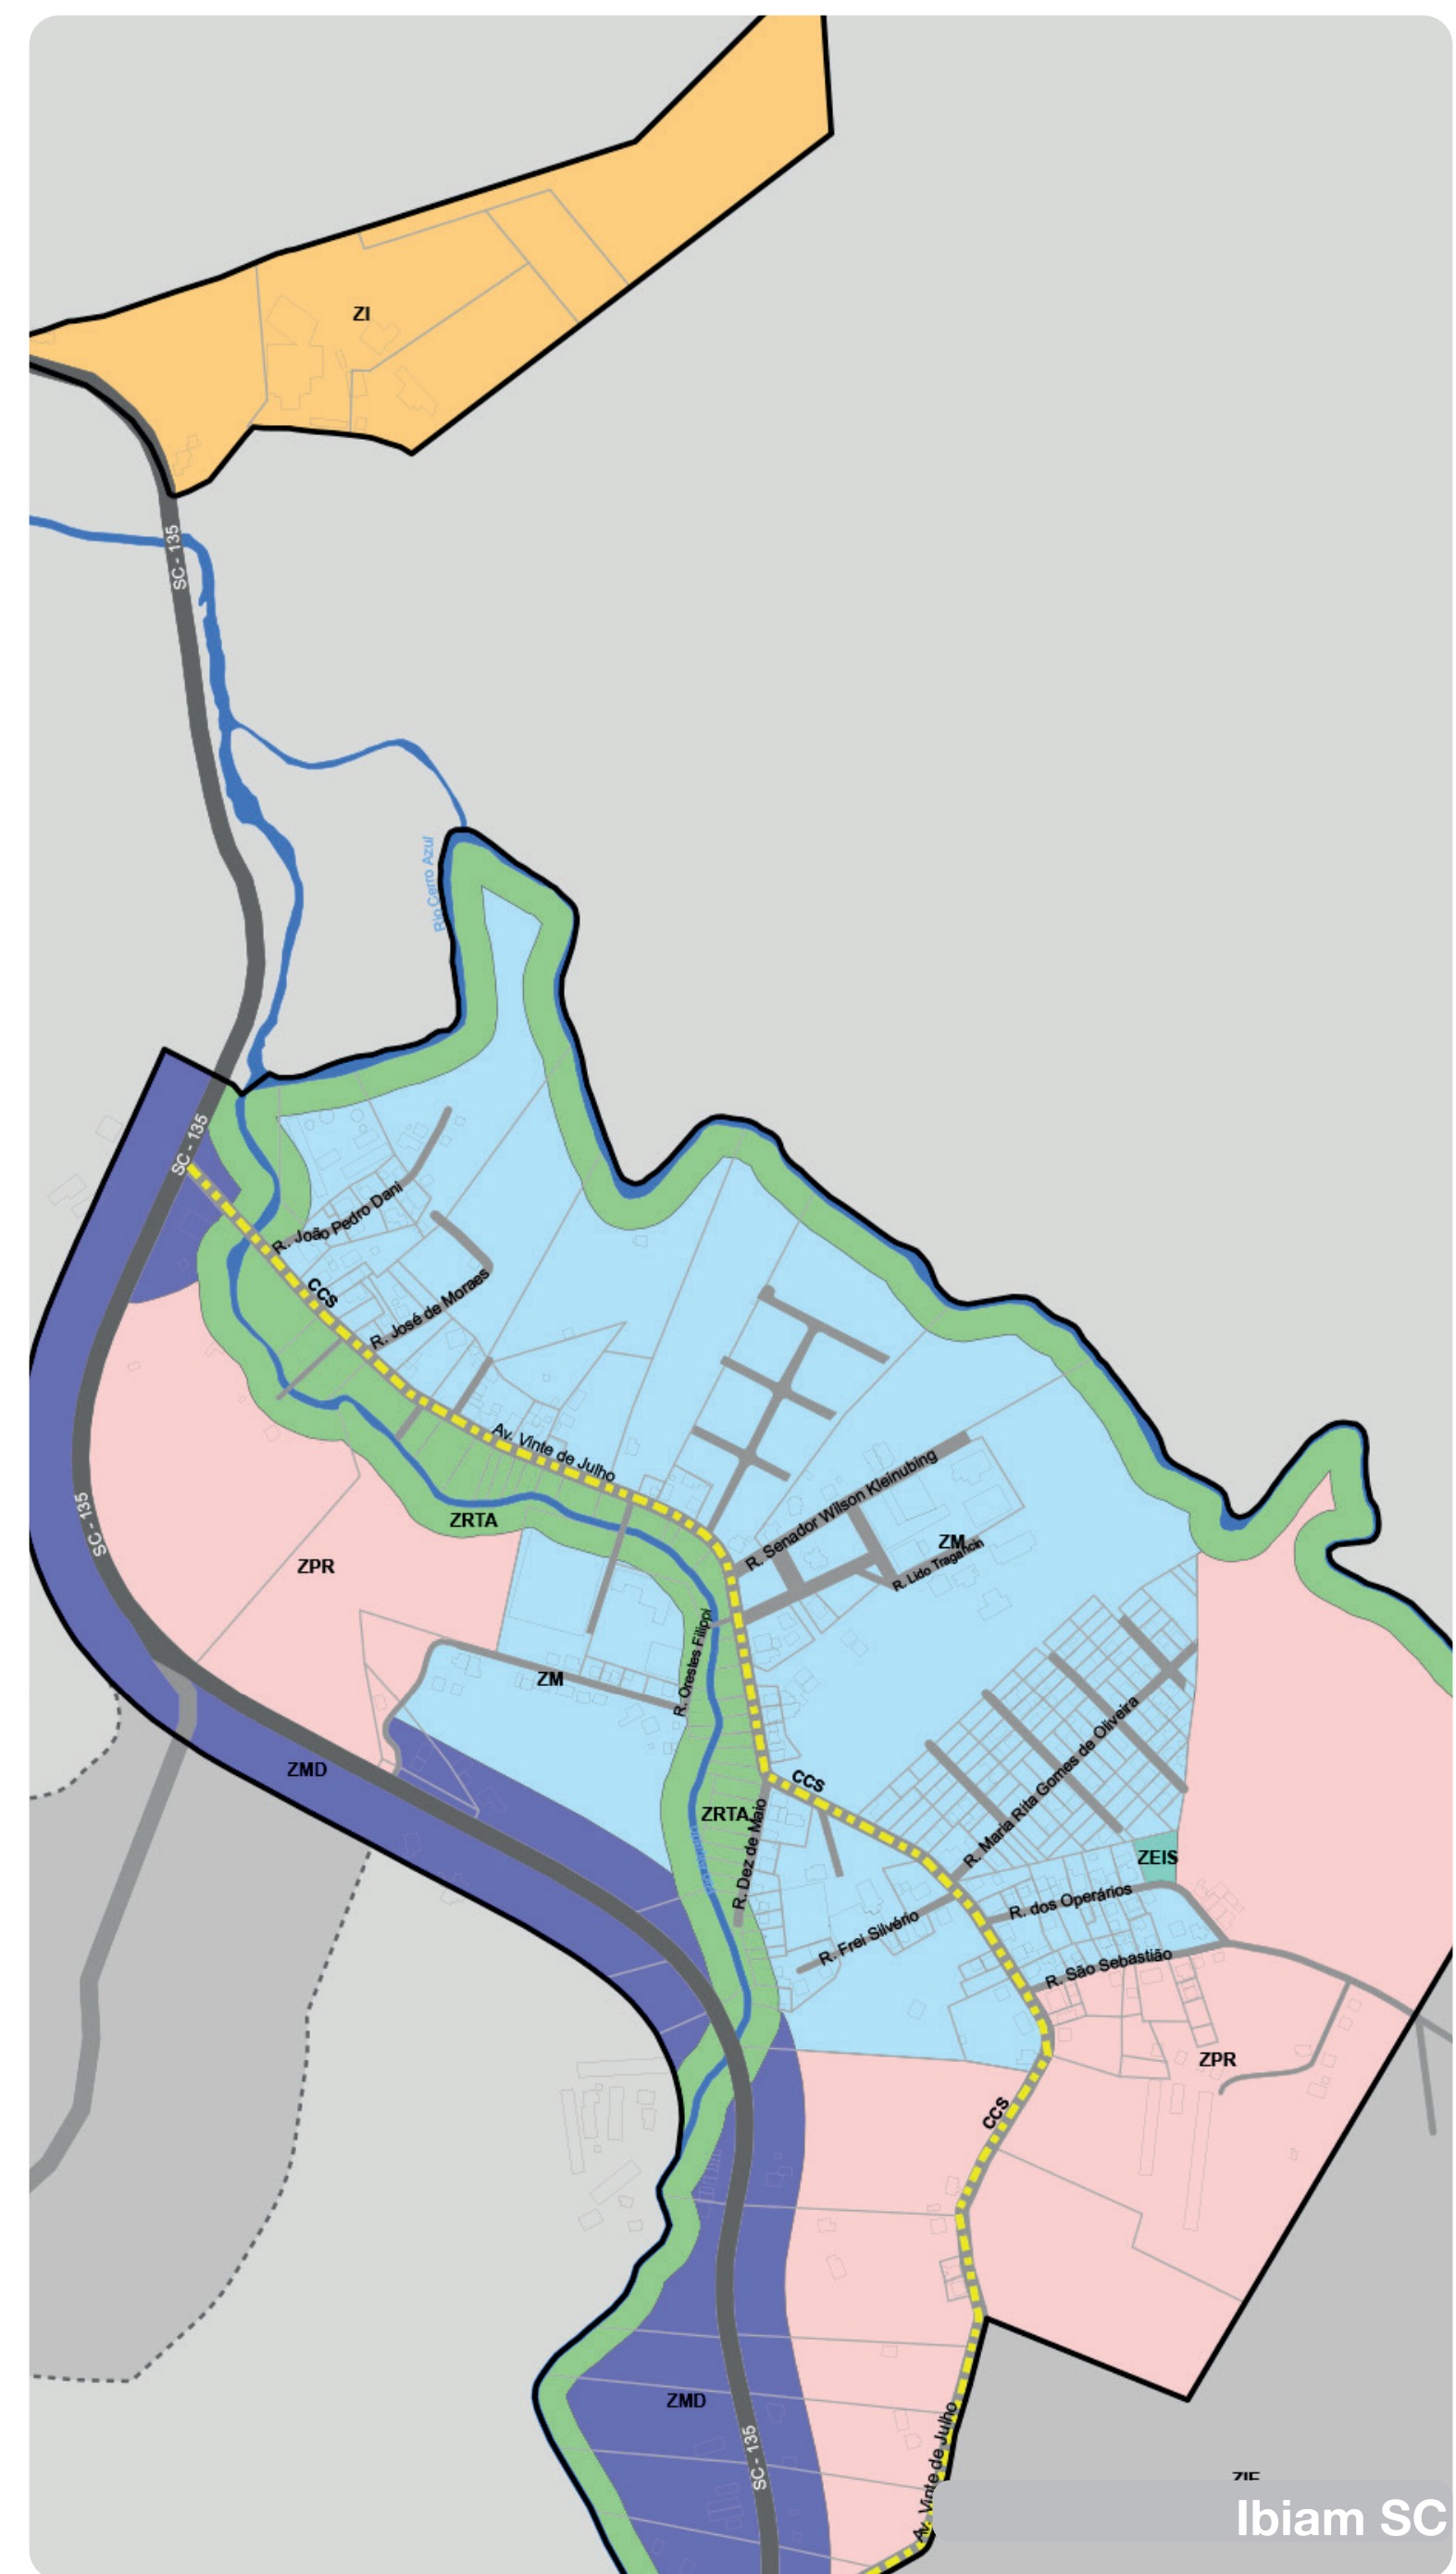 ZI
SC - 135
Rio Cerro Azul
SC - 135
R. João Pedro Dani
CCS
R. José de Moraes
Av. Vinte de Julho
R. Senador Wilson Kleinubing
SC - 135
ZRTA
ZM
R. Lido Tragancin
ZPR
R. Orestes Filippi
ZM
R. Maria Rita Gomes de Oliveira
ZMD
CCS
ZRTA
R. Dez de Maio
ZEIS
R. dos Operários
R. Frei Silvério
R. São Sebastião
ZPR
CCS
ZMD
SC - 135
Av. Vinte de Julho
Ibiam SC